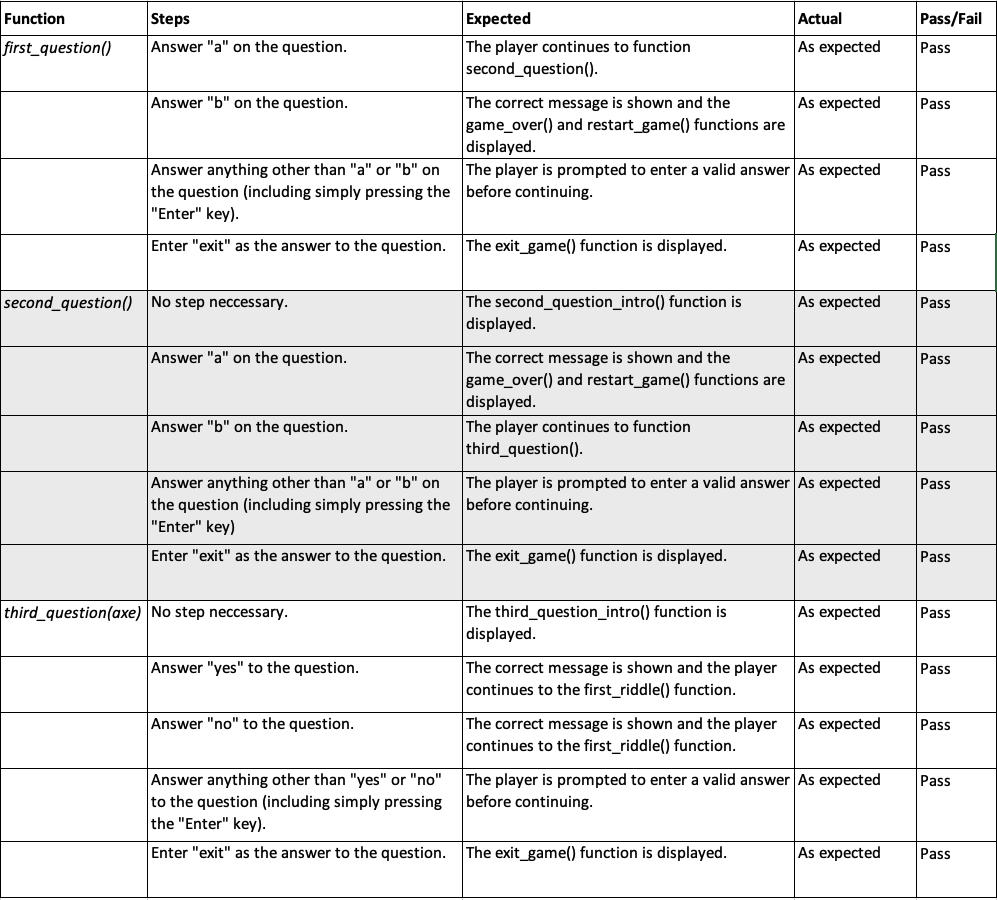 Function Steps Expected Actual Pass/Fail
first_question() Answer "a" on the question. The player continues to function As expected Pass
second_question().
Answer "b" on the question. The correct message is shown and the As expected Pass
game_over() and restart_game() functions are
displayed.
Answer anything other than "a" or "b" on The player is prompted to enter a valid answer As expected Pass
the question (including simply pressing the before continuing.
"Enter" key).
Enter "exit" as the answer to the question. The exit_game() function is displayed. As expected Pass
second_question() No step neccessary. The second_question_intro() function is As expected Pass
displayed.
Answer "a" on the question. The correct message is shown and the As expected Pass
game_over() and restart_game() functions are
displayed.
Answer "b" on the question. The player continues to function As expected Pass
third_question().
Answer anything other than "a" or "b" on The player is prompted to enter a valid answer As expected Pass
the question (including simply pressing the before continuing.
"Enter" key)
Enter "exit" as the answer to the question. The exit_game() function is displayed. As expected Pass
third_question(axe) No step neccessary. The third_question_intro() function is As expected Pass
displayed.
Answer "yes" to the question. The correct message is shown and the player As expected Pass
continues to the first_riddle() function.
Answer "no" to the question. The correct message is shown and the player As expected Pass
continues to the first_riddle() function.
Answer anything other than "yes" or "no" The player is prompted to enter a valid answer As expected Pass
to the question (including simply pressing before continuing.
the "Enter" key).
Enter "exit" as the answer to the question. The exit_game() function is displayed. As expected Pass